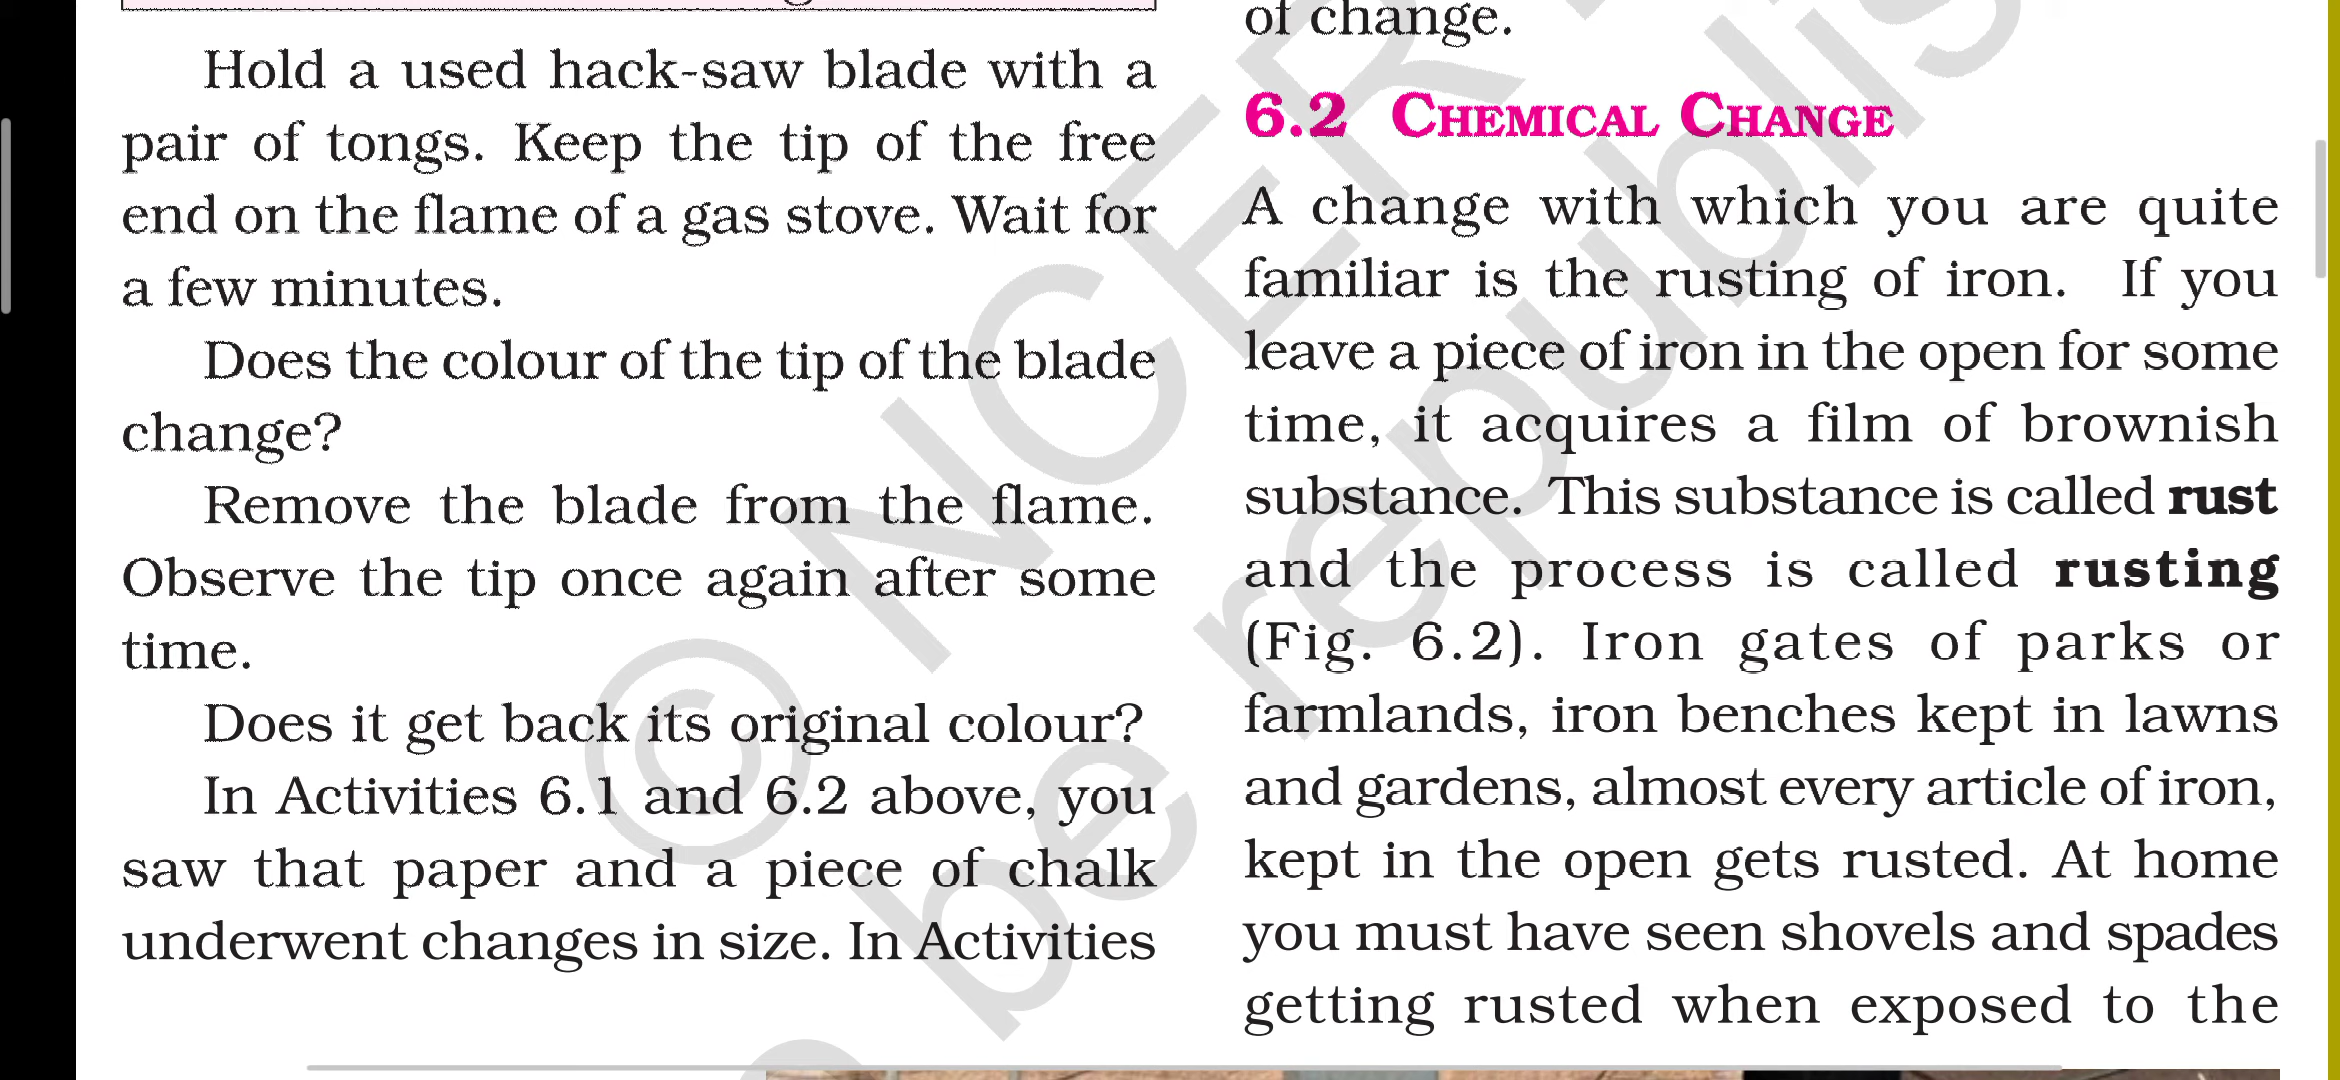 Hold a used hack-saw blade with a
pair of tongs. Keep the tip of the free
end on the flame of a gas stove. Wait for
a few minutes.
Does the colour of the tip of the blade
change?
Remove the blade from the flame.
Observe the tip once again after some
time.
Does it get back its original colour?
In Activities 6.1 and 6.2 above, you
saw that paper and a piece of chalk
underwent changes in size. In Activities
of change.
6.2 CHEMICAL CHANGE
A change with which you are quite
familiar is the rusting of iron. If you
leave a piece of iron in the open for some
time, it acquires a film of brownish
substance. This substance is called rust
and the process is called rusting
(Fig. 6.2). Iron gates of parks or
farmlands, iron benches kept in lawns
and gardens, almost every article of iron,
kept in the open gets rusted. At home
you must have seen shovels and spades
getting rusted when exposed to the
© NCER
be republis